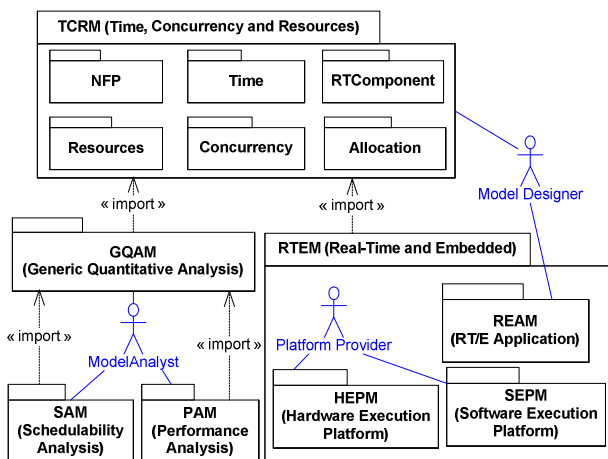 TCRM (Time, Concurrency and Resources)
NFP
Time
RTComponent
Resources
Concurrency
Allocation
Model Designer
« import »
« import »
GQAM
(Generic Quantitative Analysis)
RTEM (Real-Time and Embedded)
« import »
« import »
ModelAnalyst
Platform Provider
REAM
(RT/E Application)
SAM
(Schedulability
Analysis)
PAM
(Performance
Analysis)
HEPM
(Hardware Execution
Platform)
SEPM
(Software Execution
Platform)